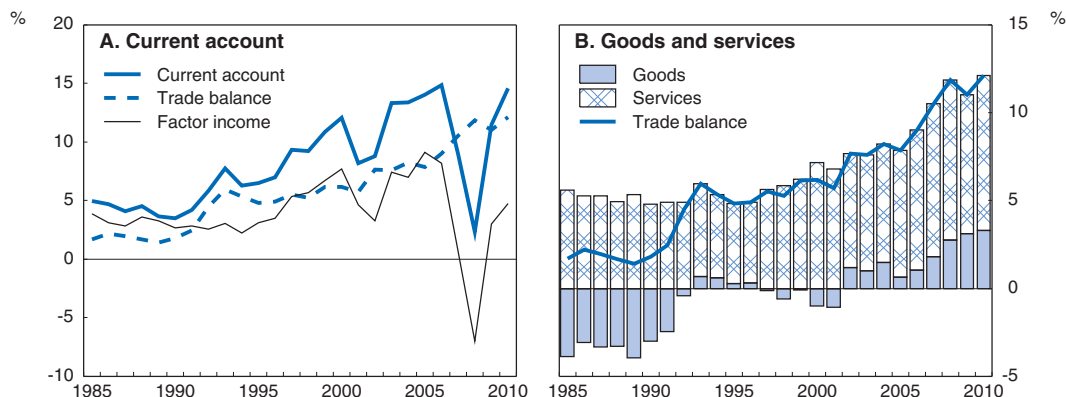 %
20
15
10
5
0
-5
-10
A. Current account
Current account
Trade balance
Factor income
1985 1990 1995 2000 2005 2010
%
15
10
5
0
-5
B. Goods and services
Goods
Services
Trade balance
1985 1990 1995 2000 2005 2010